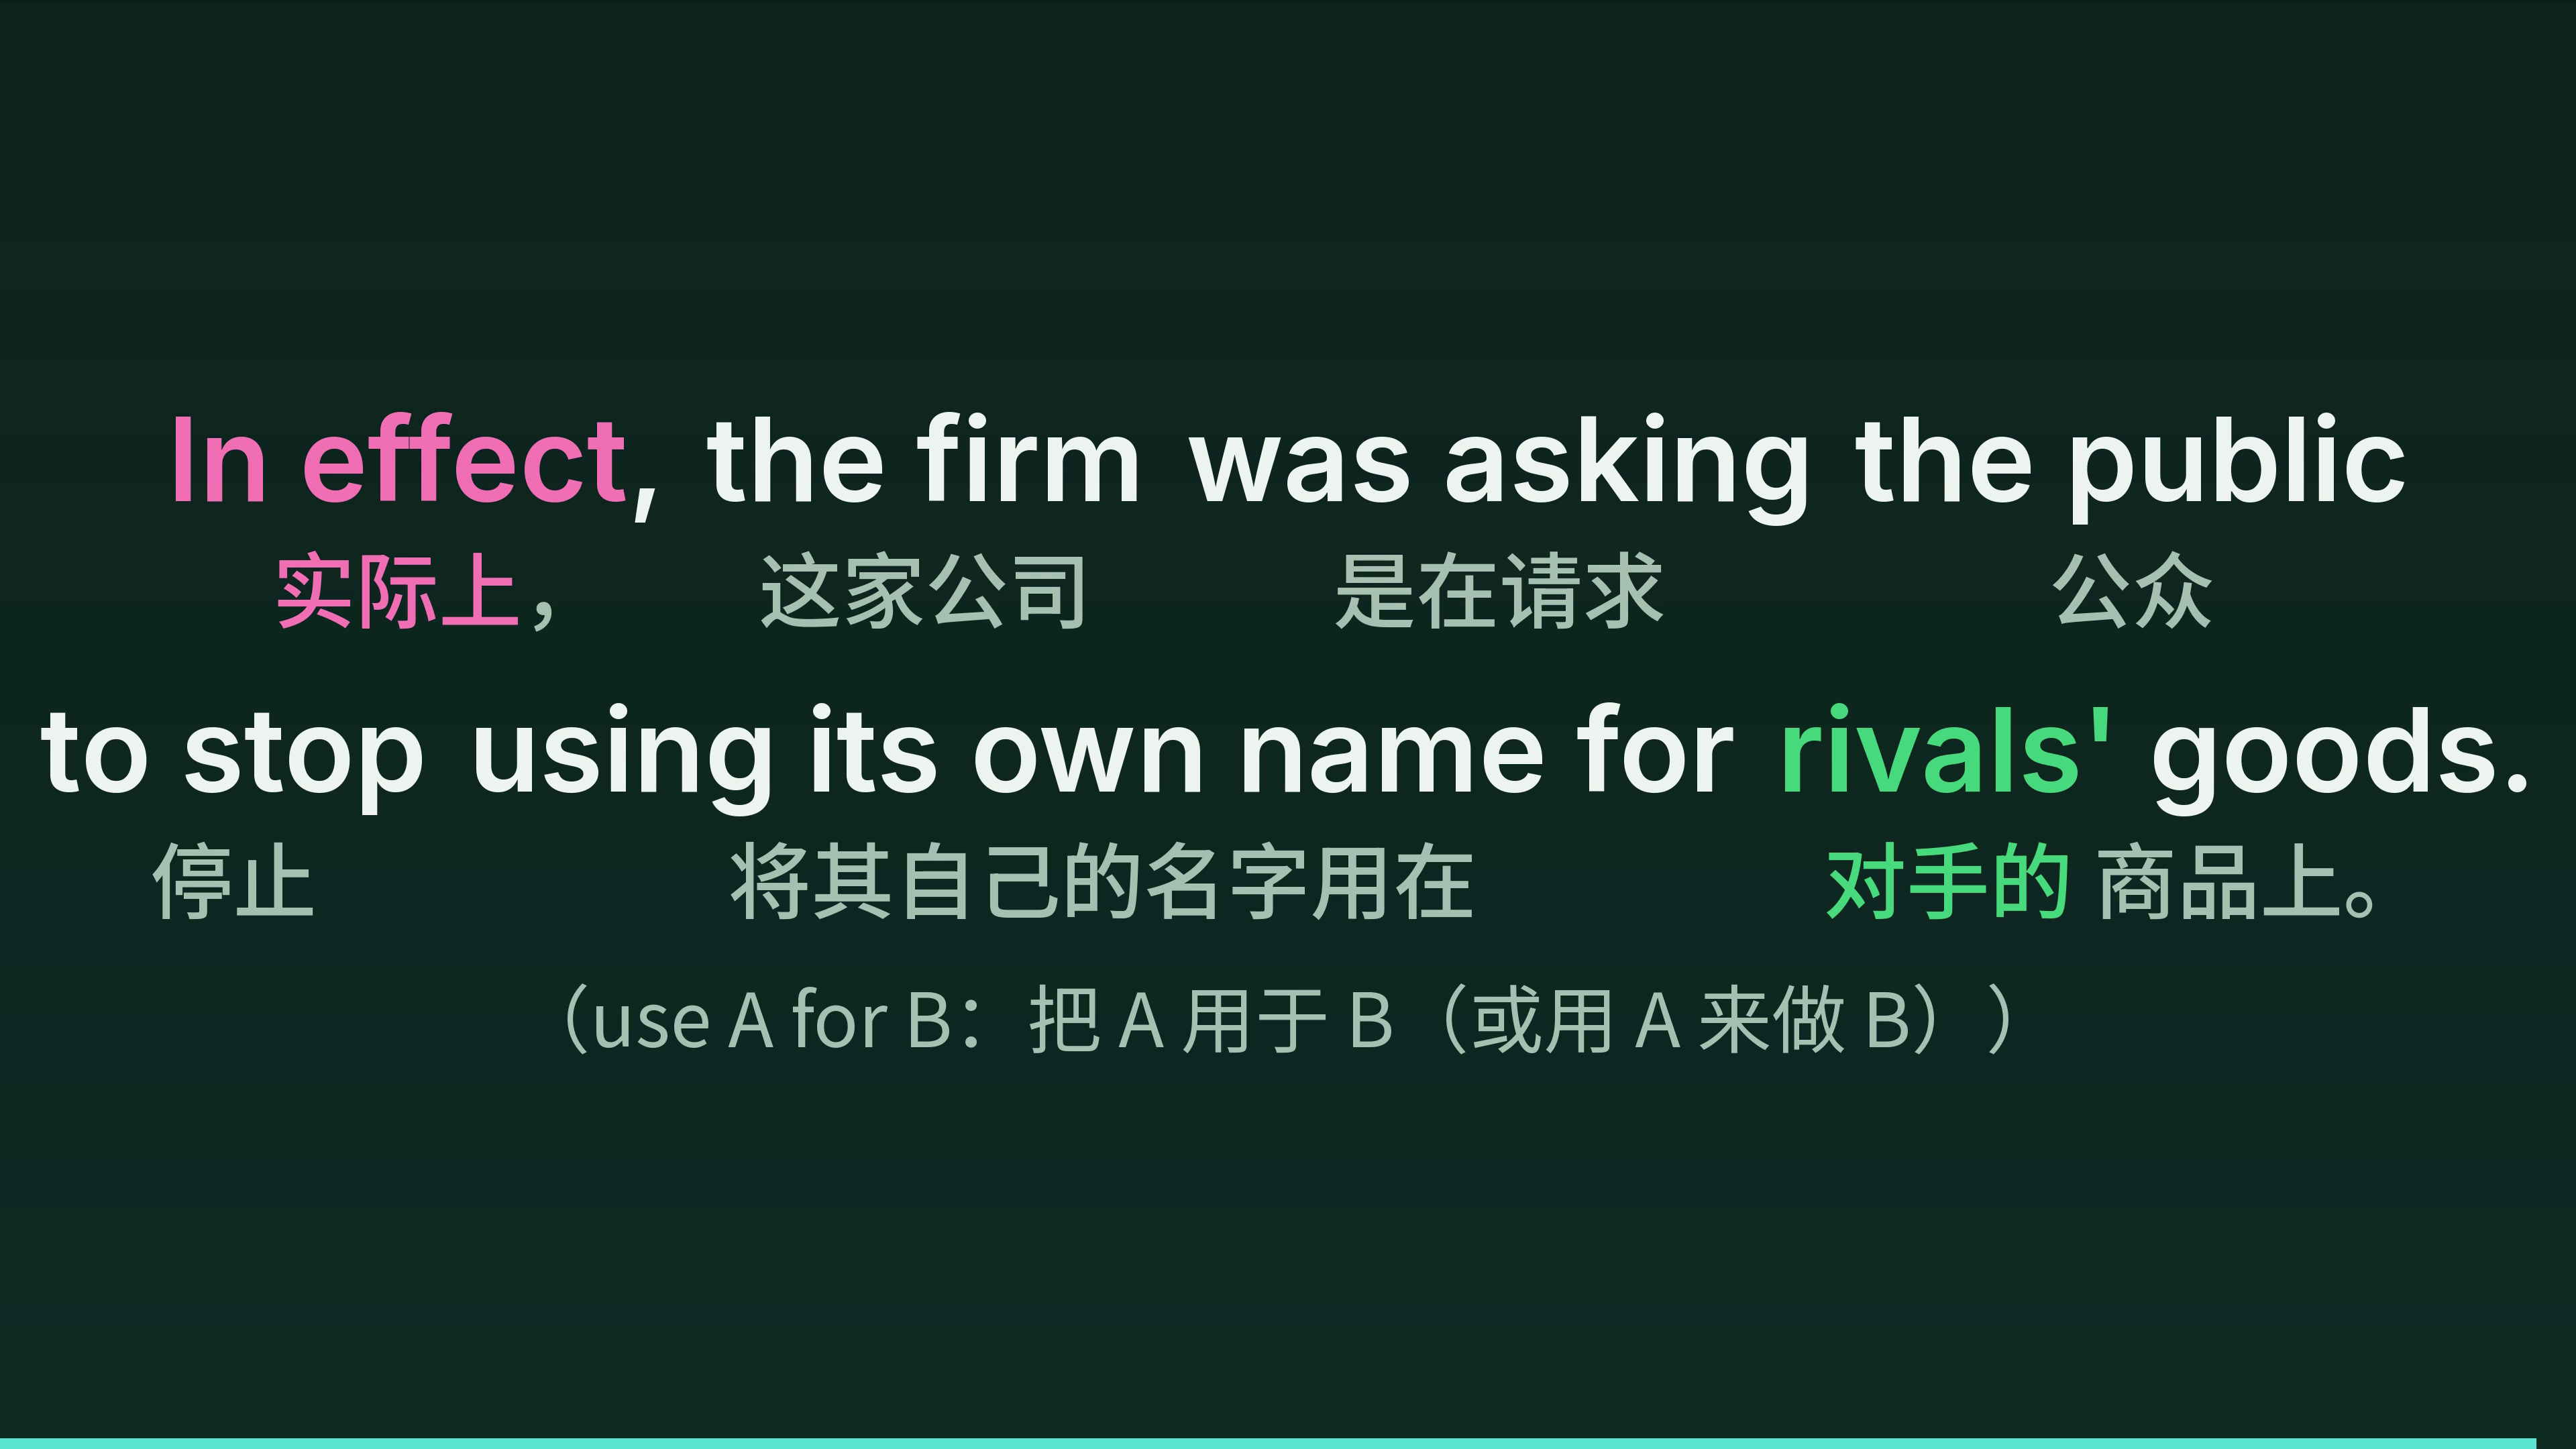 In effect, the firm was asking the public
实际上， 这家公司 是在请求 公众
to stop using its own name for rivals' goods.
停止 将其自己的名字用在 对手的 商品上。
（use A for B：把 A 用于 B（或用 A 来做 B））